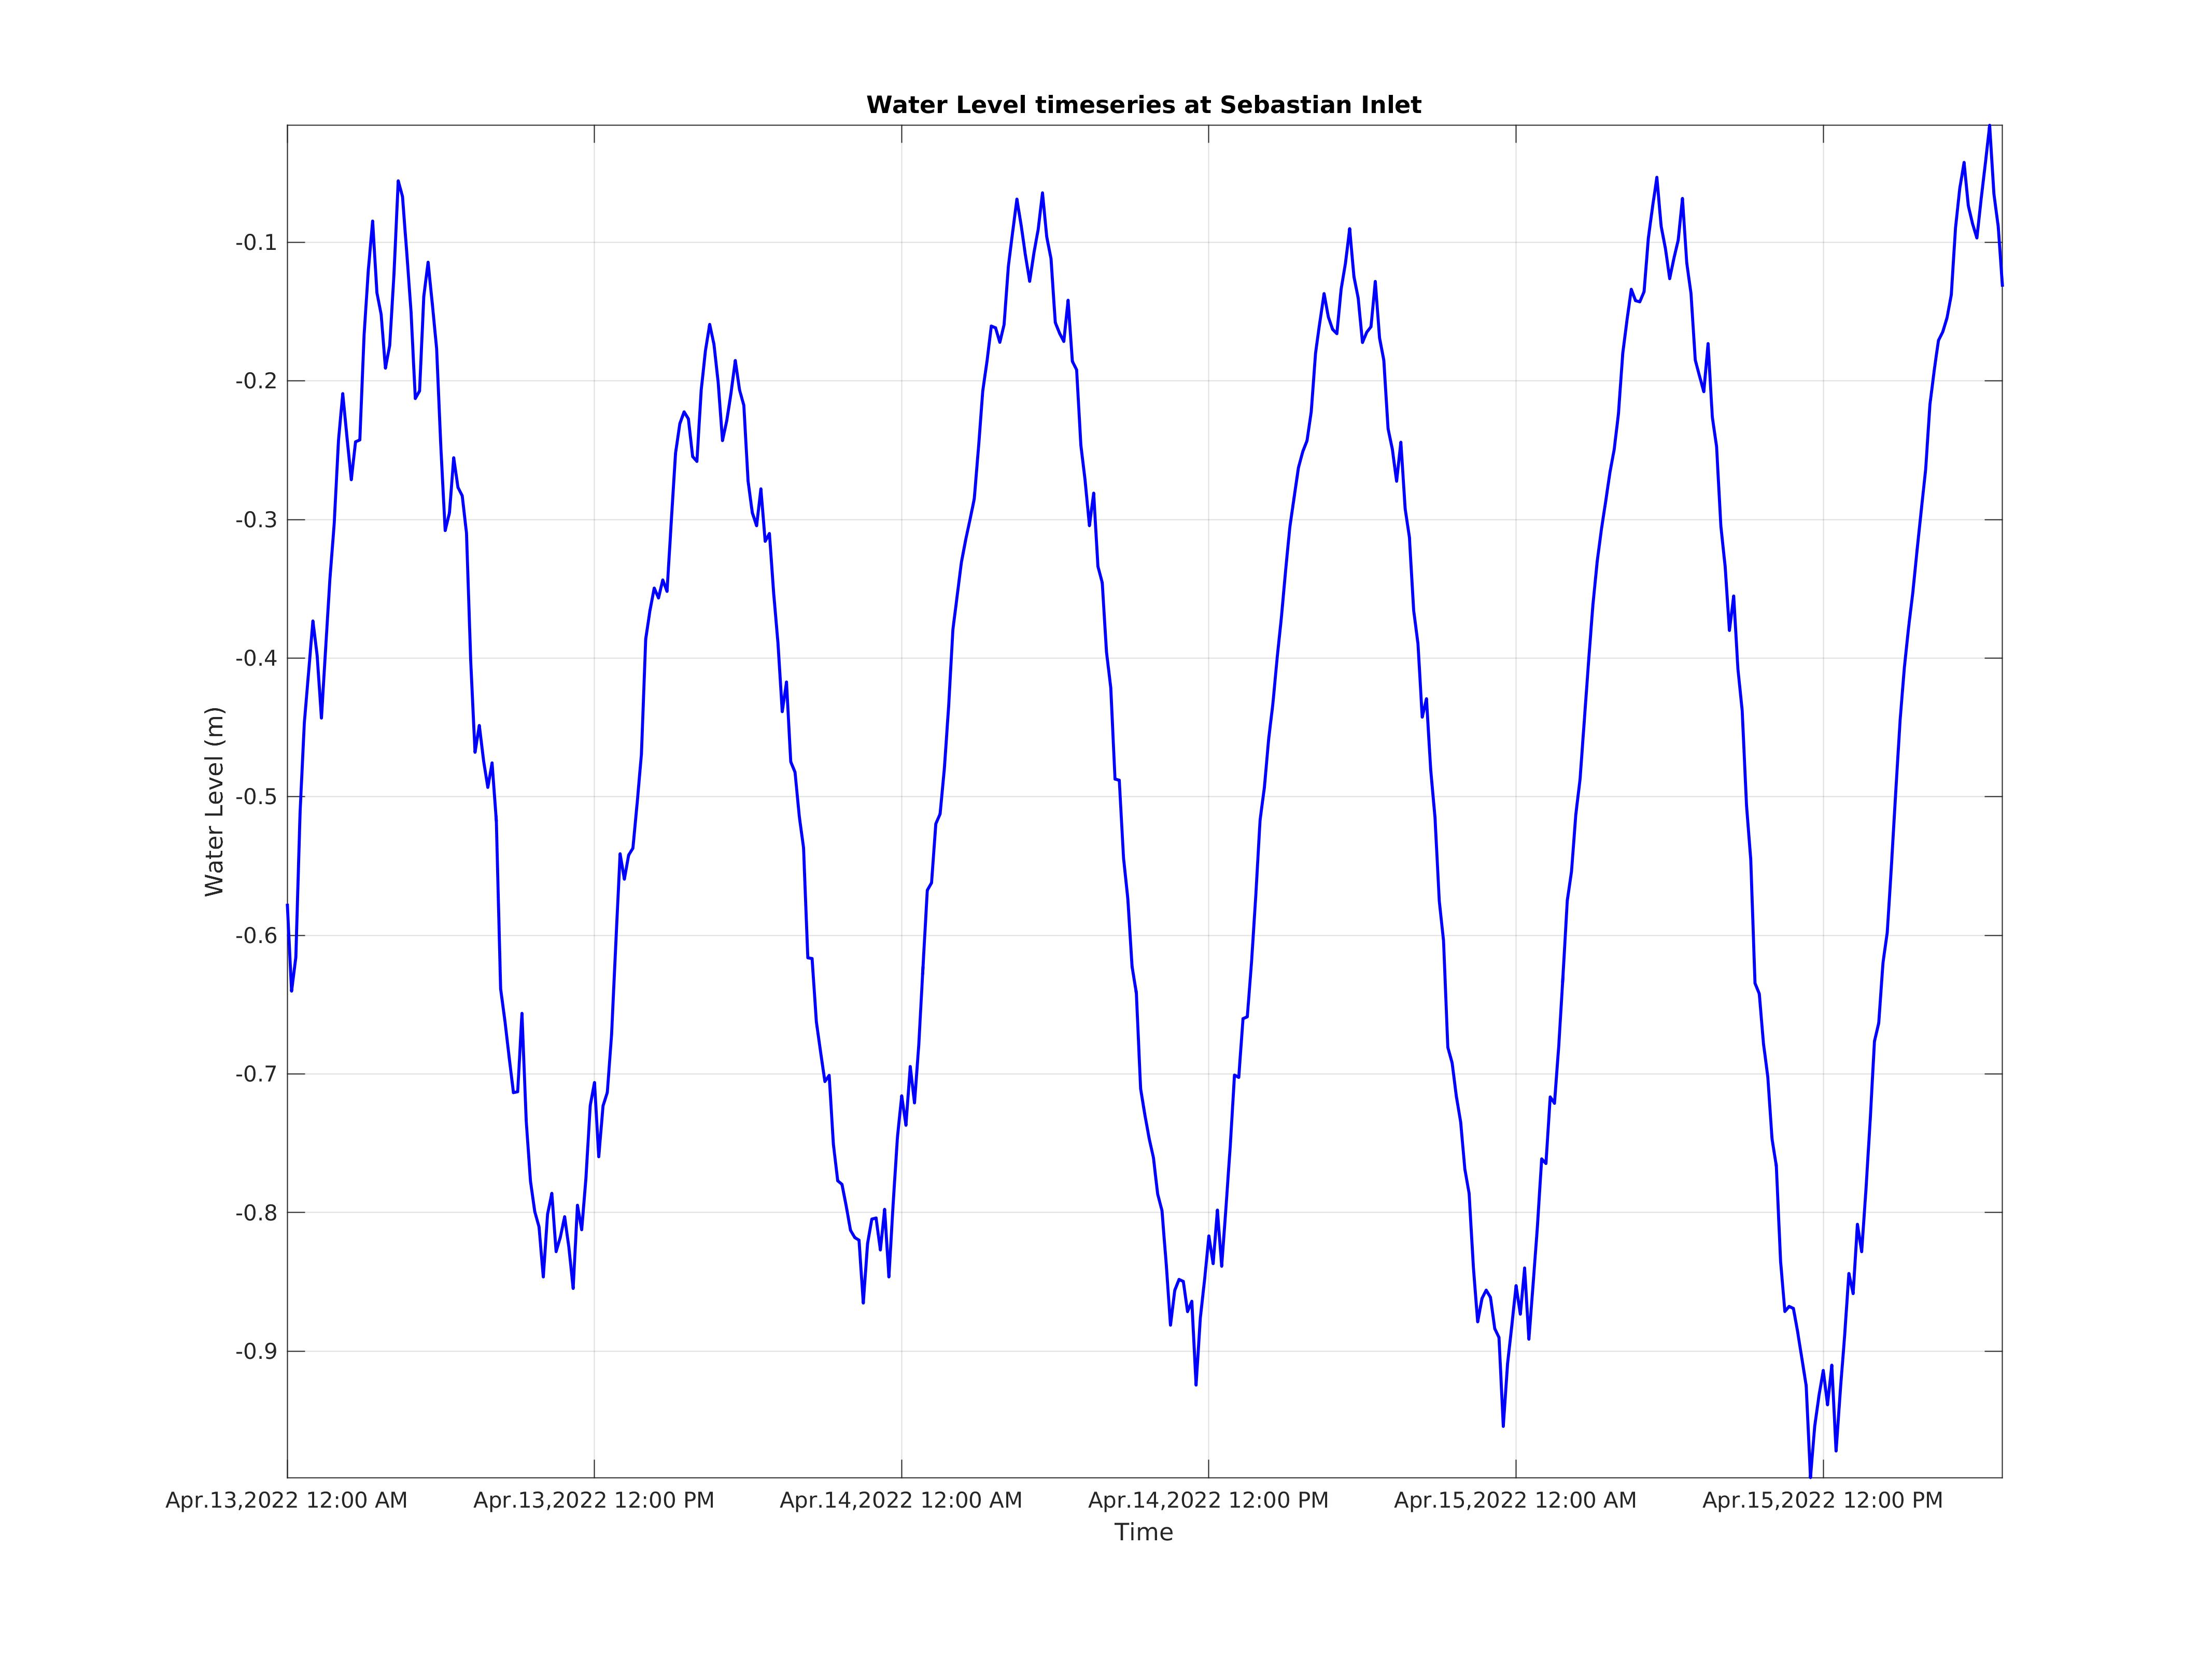 Water Level timeseries at Sebastian Inlet
-0.1
-0.2
-0.3
-0.4
-0.5
-0.6
-0.7
-0.8
-0.9
Water Level (m)
Apr.13,2022 12:00 AM
Apr.13,2022 12:00 PM
Apr.14,2022 12:00 AM
Apr.14,2022 12:00 PM
Apr.15,2022 12:00 AM
Apr.15,2022 12:00 PM
Time